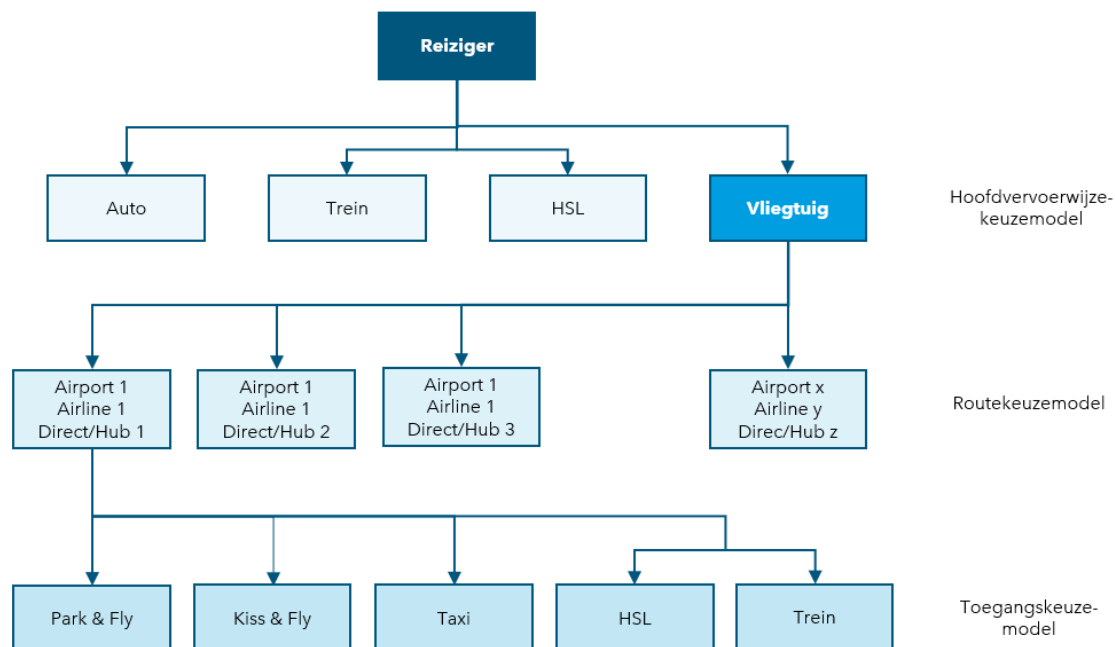 Reiziger
Auto
Trein
HSL
Vliegtuig
Hoofdvervoerwijze-
keuzemodel
Airport 1
Airline 1
Direct/Hub 1
Airport 1
Airline 1
Direct/Hub 2
Airport 1
Airline 1
Direct/Hub 3
Airport x
Airline y
Direc/Hub z
Routekeuzemodel
Park & Fly
Kiss & Fly
Taxi
HSL
Trein
Toegangskeuze-
model